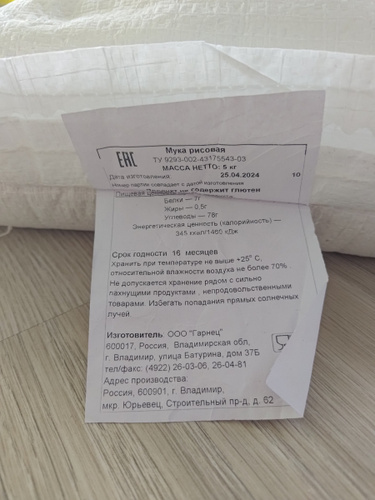 ЕАС
Мука рисовая
ТУ 9293-002-43175543-03
МАССА НЕТТО: 5 кг
Дата изготовления: 25.04.2024 10
Номер партии совпадает с датой изготовления
Продукт не содержит глютен
Белки — 7г
Жиры — 0,5г
Углеводы — 78г
Энергетическая ценность (калорийность) —
345 ккал/1460 кДж
Срок годности 16 месяцев
Хранить при температуре не выше +25° С,
относительной влажности воздуха не более 70% .
Не допускается хранение рядом с сильно
пахнущими продуктами , непродовольственными
товарами Избегать попадания прямых солнечных
лучей
Изготовитель ООО "Гарнец"
600017, Россия, Владимирская обл,
г. Владимир, улица Батурина, дом 37Б
тел/факс: (4922) 26-03-06, 26-04-81
Адрес производства:
Россия, 600901, г. Владимир,
мкр. Юрьевец, Строительный пр-д, д. 62